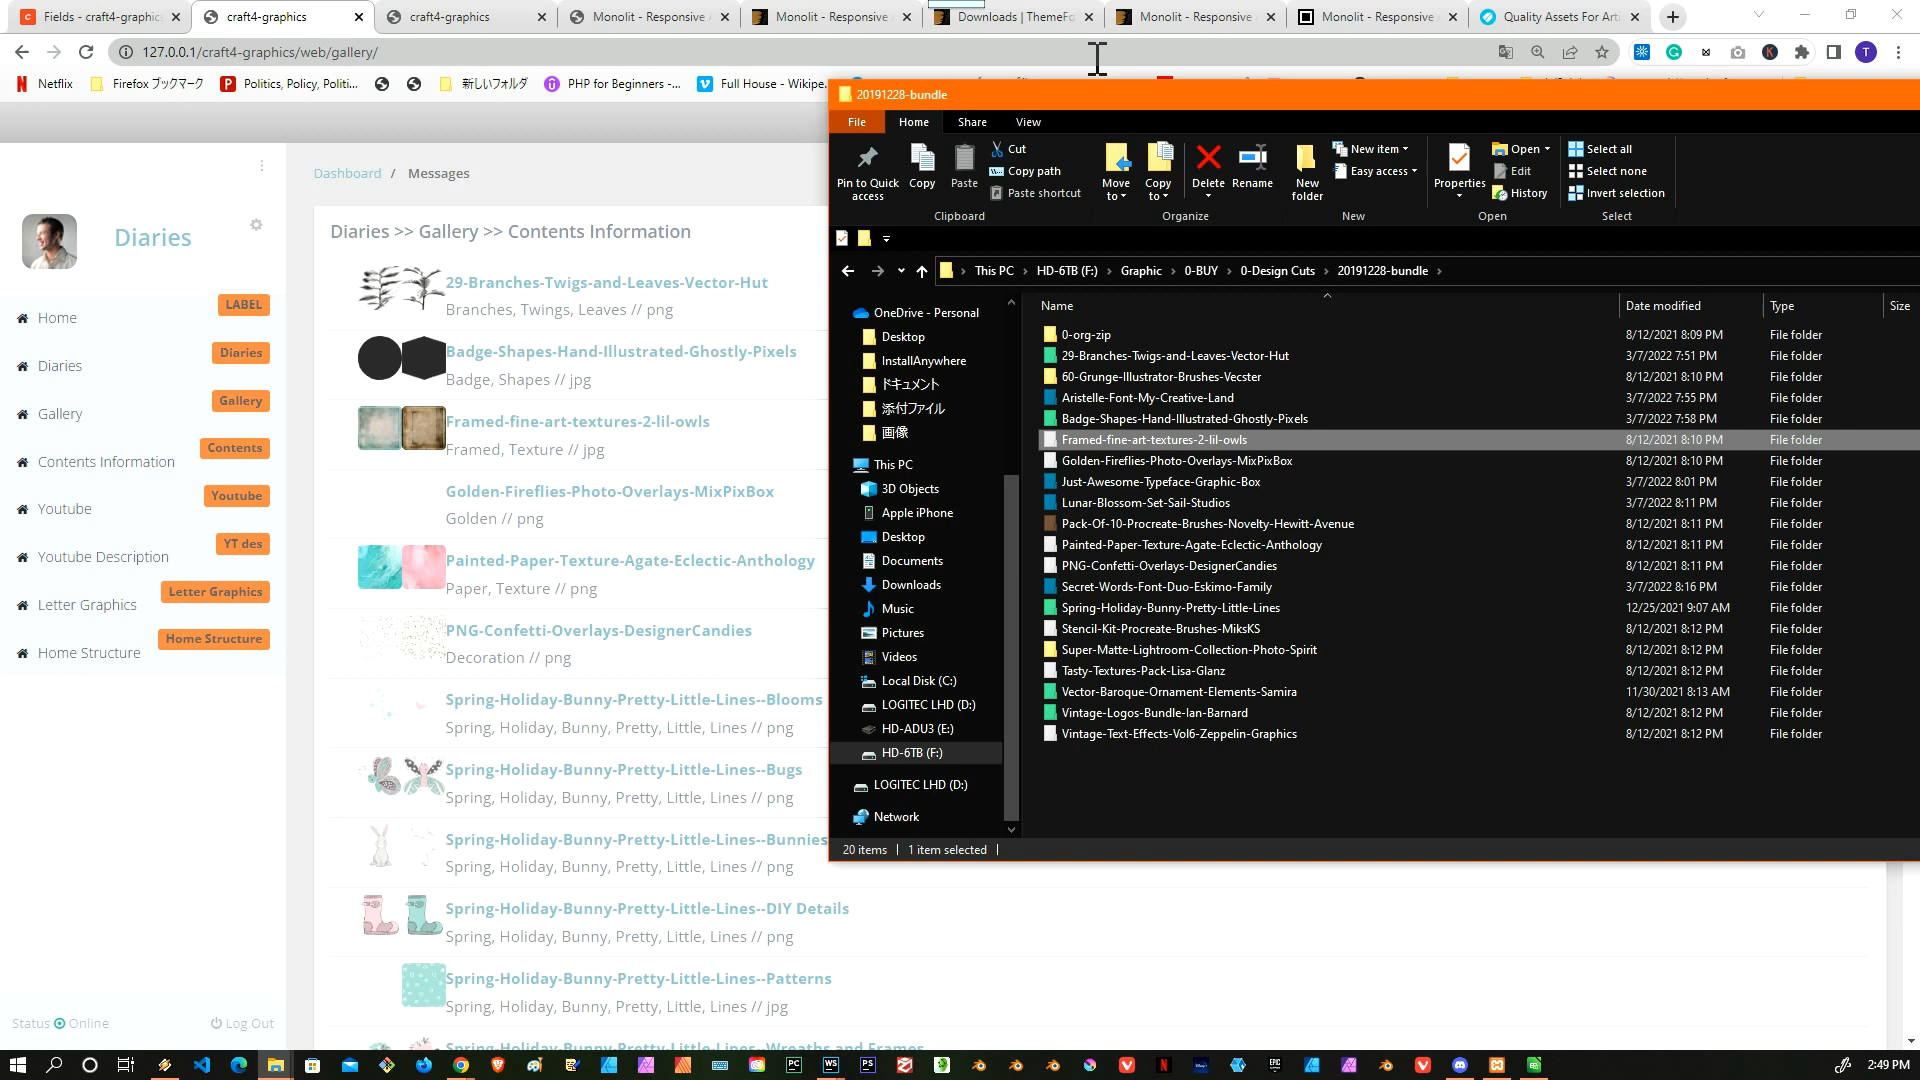 Fields - craft4-graphic
craft4-graphics
craft4-graphics
Monolit - Responsive
Monolit - Responsive
Downloads | ThemeFo
Monolit - Responsive
Monolit - Responsive
Quality Assets For Arti
127.0.0.1/craft4-graphics/web/gallery/
Netflix
Firefox ブックマーク
Politics, Policy, Politi...
新しいフォルダ
PHP for Beginners -...
Full House - Wikipe...
Dashboard / Messages
Diaries
LABEL
Home
Diaries
Diaries
Gallery
Gallery
Contents
Contents Information
Youtube
Youtube
YT des
Youtube Description
Letter Graphics
Letter Graphics
Home Structure
Home Structure
Status Online
Log Out
Diaries >> Gallery >> Contents Information
29-Branches-Twigs-and-Leaves-Vector-Hut
Branches, Twings, Leaves // png
Badge-Shapes-Hand-Illustrated-Ghostly-Pixels
Badge, Shapes // jpg
Framed-fine-art-textures-2-lil-owls
Framed, Texture // jpg
Golden-Fireflies-Photo-Overlays-MixPixBox
Golden // png
Painted-Paper-Texture-Agate-Eclectic-Anthology
Paper, Texture // png
PNG-Confetti-Overlays-DesignerCandies
Decoration // png
Spring-Holiday-Bunny-Pretty-Little-Lines--Blooms
Spring, Holiday, Bunny, Pretty, Little, Lines // png
Spring-Holiday-Bunny-Pretty-Little-Lines--Bugs
Spring, Holiday, Bunny, Pretty, Little, Lines // png
Spring-Holiday-Bunny-Pretty-Little-Lines--Bunnies
Spring, Holiday, Bunny, Pretty, Little, Lines // png
Spring-Holiday-Bunny-Pretty-Little-Lines--DIY Details
Spring, Holiday, Bunny, Pretty, Little, Lines // png
Spring-Holiday-Bunny-Pretty-Little-Lines--Patterns
Spring, Holiday, Bunny, Pretty, Little, Lines // jpg
Spring-Holiday-Bunny-Pretty-Little-Lines--Wreaths and Frames
20191228-bundle
File
Home
Share
View
Pin to Quick access
Copy
Paste
Cut
Copy path
Paste shortcut
Clipboard
Move to
Copy to
Delete
Rename
Organize
New folder
New item
Easy access
New
Properties
Open
Edit
History
Open
Select all
Select none
Invert selection
Select
This PC
HD-6TB (F:)
Graphic
0-BUY
0-Design Cuts
20191228-bundle
OneDrive - Personal
Desktop
InstallAnywhere
ドキュメント
添付ファイル
画像
This PC
3D Objects
Apple iPhone
Desktop
Documents
Downloads
Music
Pictures
Videos
Local Disk (C:)
LOGITEC LHD (D:)
HD-ADU3 (E:)
HD-6TB (F:)
LOGITEC LHD (D:)
Network
Name Date modified Type Size
0-org-zip 8/12/2021 8:09 PM File folder
29-Branches-Twigs-and-Leaves-Vector-Hut 3/7/2022 7:51 PM File folder
60-Grunge-Illustrator-Brushes-Vecster 8/12/2021 8:10 PM File folder
Aristelle-Font-My-Creative-Land 3/7/2022 7:55 PM File folder
Badge-Shapes-Hand-Illustrated-Ghostly-Pixels 3/7/2022 7:58 PM File folder
Framed-fine-art-textures-2-lil-owls 8/12/2021 8:10 PM File folder
Golden-Fireflies-Photo-Overlays-MixPixBox 8/12/2021 8:10 PM File folder
Just-Awesome-Typeface-Graphic-Box 3/7/2022 8:01 PM File folder
Lunar-Blossom-Set-Sail-Studios 3/7/2022 8:11 PM File folder
Pack-Of-10-Procreate-Brushes-Novelty-Hewitt-Avenue 8/12/2021 8:11 PM File folder
Painted-Paper-Texture-Agate-Eclectic-Anthology 8/12/2021 8:11 PM File folder
PNG-Confetti-Overlays-DesignerCandies 8/12/2021 8:11 PM File folder
Secret-Words-Font-Duo-Eskimo-Family 3/7/2022 8:16 PM File folder
Spring-Holiday-Bunny-Pretty-Little-Lines 12/25/2021 9:07 AM File folder
Stencil-Kit-Procreate-Brushes-MiksKS 8/12/2021 8:12 PM File folder
Super-Matte-Lightroom-Collection-Photo-Spirit 8/12/2021 8:12 PM File folder
Tasty-Textures-Pack-Lisa-Glanz 8/12/2021 8:12 PM File folder
Vector-Baroque-Ornament-Elements-Samira 11/30/2021 8:13 AM File folder
Vintage-Logos-Bundle-Ian-Barnard 8/12/2021 8:12 PM File folder
Vintage-Text-Effects-Vol6-Zeppelin-Graphics 8/12/2021 8:12 PM File folder
20 items
1 item selected
2:49 PM